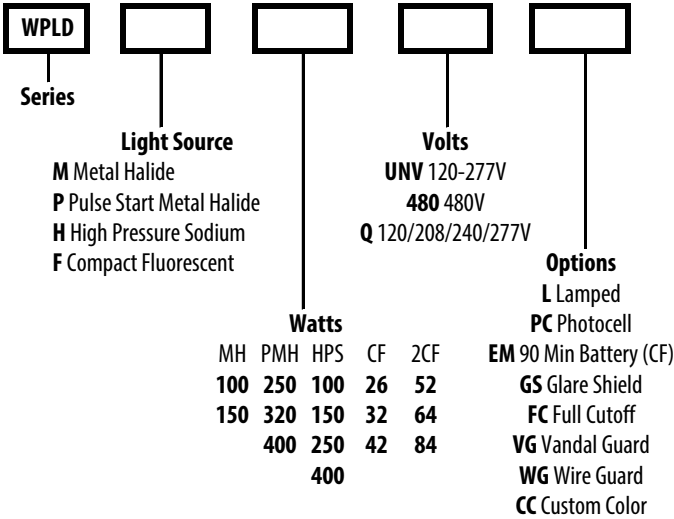 WPLD
Series
Light Source
M Metal Halide
P Pulse Start Metal Halide
H High Pressure Sodium
F Compact Fluorescent
Watts
MH PMH HPS CF 2CF
100 250 100 26 52
150 320 150 32 64
400 250 42 84
400
Volts
UNV 120-277V
480 480V
Q 120/208/240/277V
Options
L Lamped
PC Photocell
EM 90 Min Battery (CF)
GS Glare Shield
FC Full Cutoff
VG Vandal Guard
WG Wire Guard
CC Custom Color